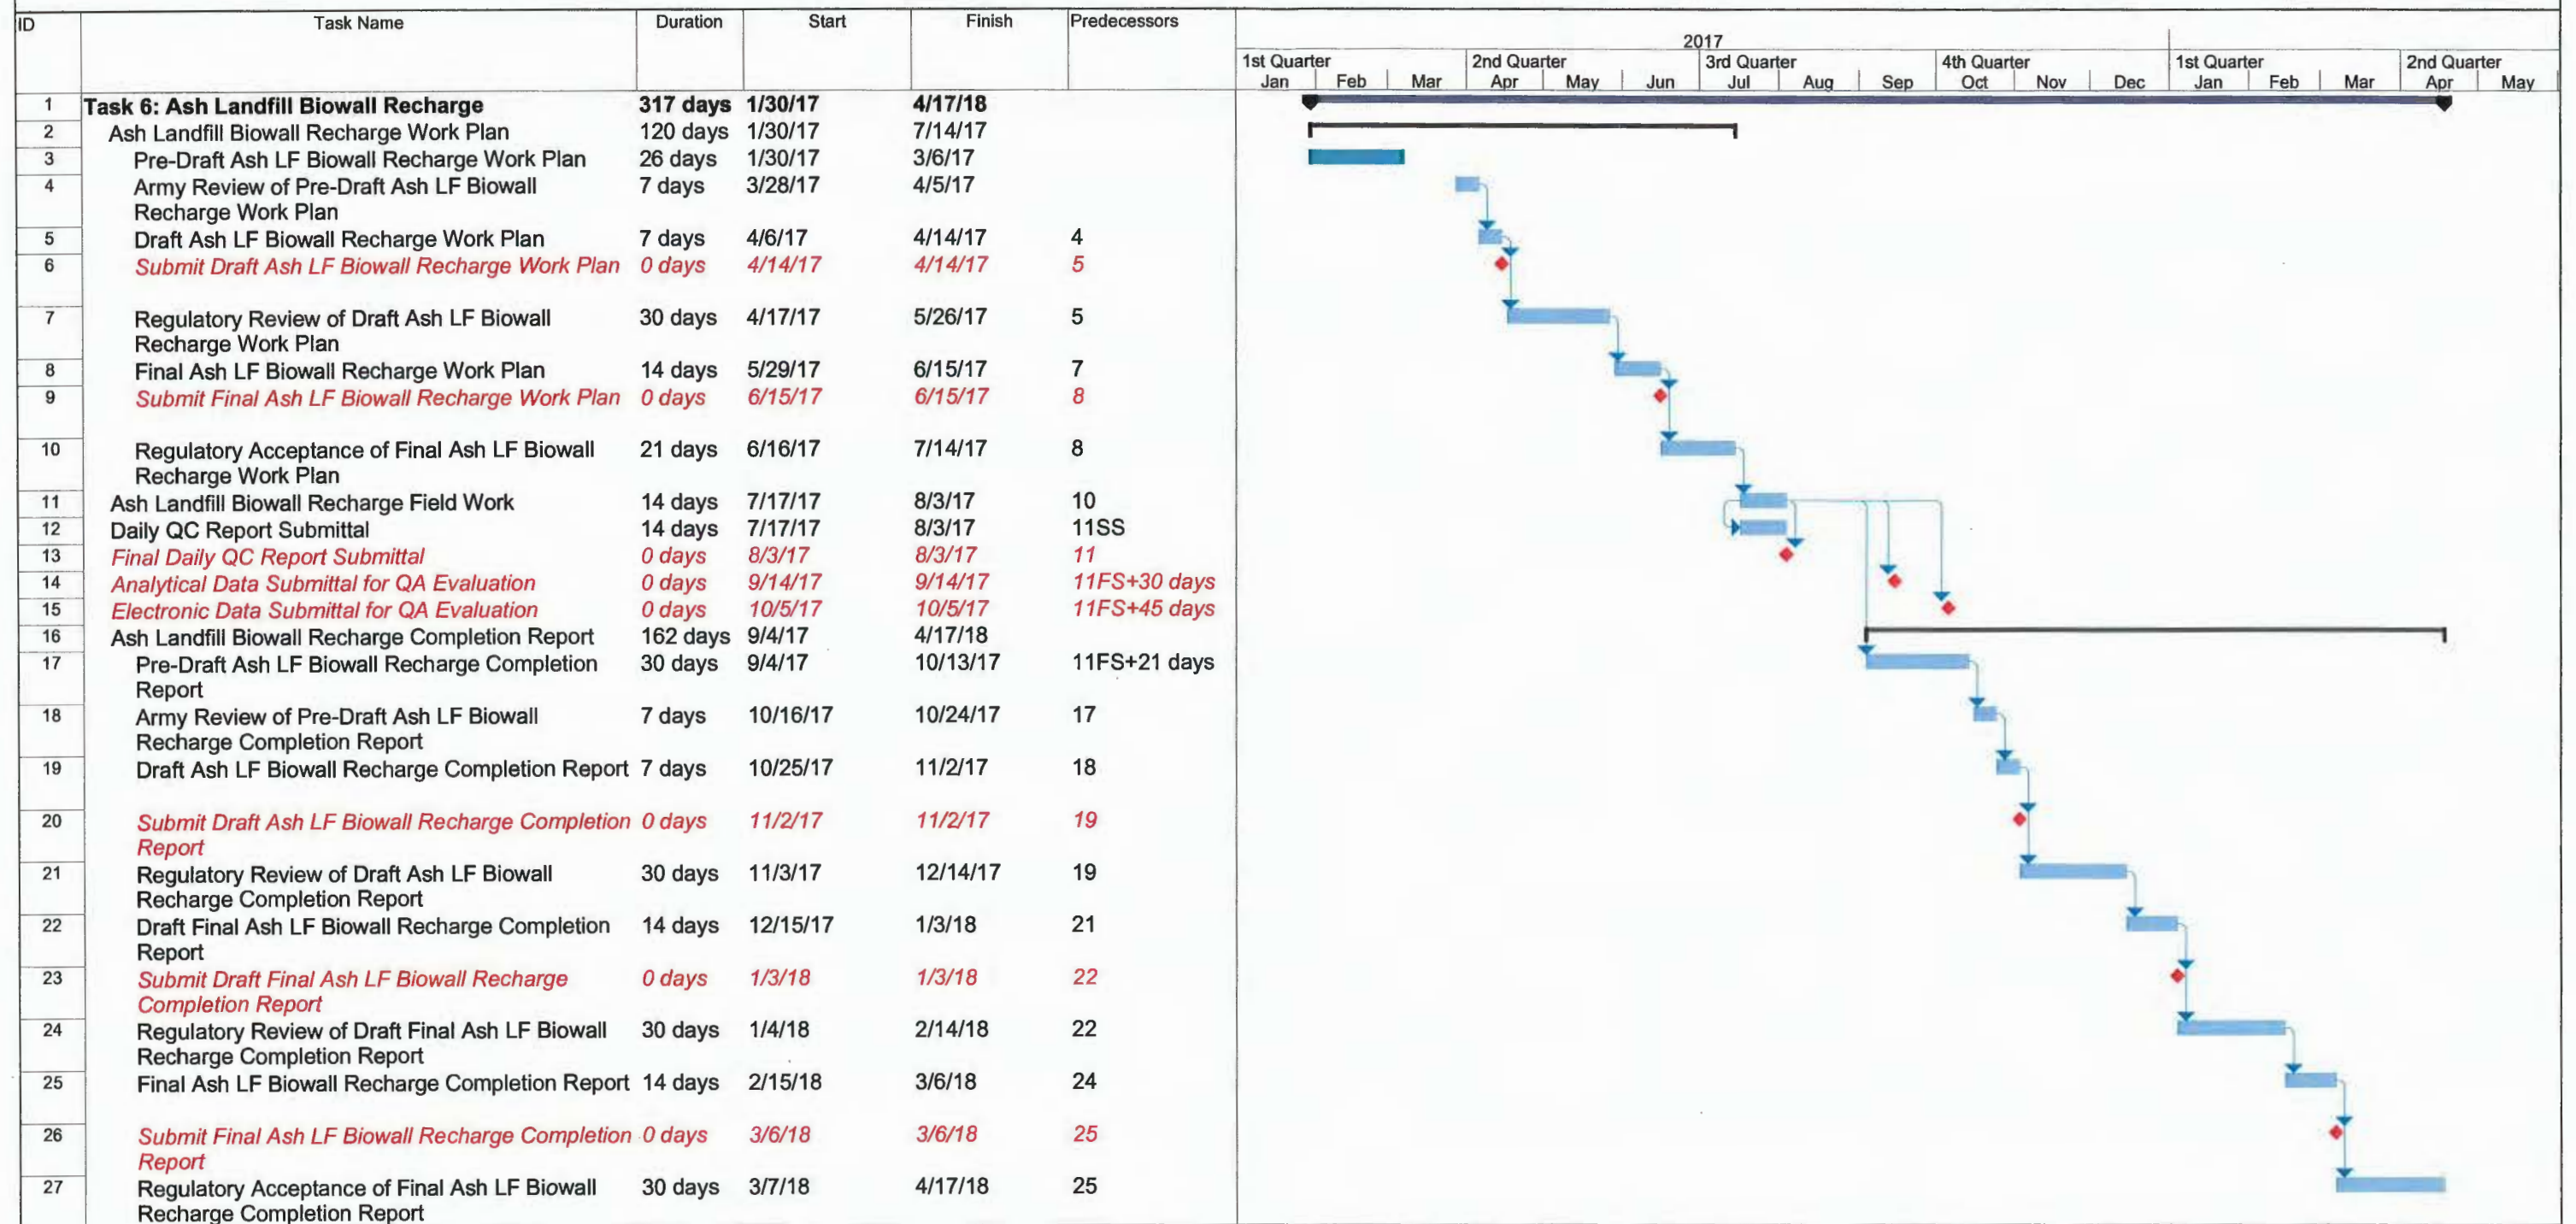 ID Task Name Duration Start Finish Predecessors
2017
1st Quarter 2nd Quarter 3rd Quarter 4th Quarter 1st Quarter 2nd Quarter
Jan Feb Mar Apr May Jun Jul Aug Sep Oct Nov Dec Jan Feb Mar Apr May
1 Task 6: Ash Landfill Biowall Recharge 317 days 1/30/17 4/17/18
2 Ash Landfill Biowall Recharge Work Plan 120 days 1/30/17 7/14/17
3 Pre-Draft Ash LF Biowall Recharge Work Plan 26 days 1/30/17 3/6/17
4 Army Review of Pre-Draft Ash LF Biowall 7 days 3/28/17 4/5/17
Recharge Work Plan
5 Draft Ash LF Biowall Recharge Work Plan 7 days 4/6/17 4/14/17 4
6 Submit Draft Ash LF Biowall Recharge Work Plan 0 days 4/14/17 4/14/17 5
7 Regulatory Review of Draft Ash LF Biowall 30 days 4/17/17 5/26/17 5
Recharge Work Plan
8 Final Ash LF Biowall Recharge Work Plan 14 days 5/29/17 6/15/17 7
9 Submit Final Ash LF Biowall Recharge Work Plan 0 days 6/15/17 6/15/17 8
10 Regulatory Acceptance of Final Ash LF Biowall 21 days 6/16/17 7/14/17 8
Recharge Work Plan
11 Ash Landfill Biowall Recharge Field Work 14 days 7/17/17 8/3/17 10
12 Daily QC Report Submittal 14 days 7/17/17 8/3/17 11SS
13 Final Daily QC Report Submittal 0 days 8/3/17 8/3/17 11
14 Analytical Data Submittal for QA Evaluation 0 days 9/14/17 9/14/17 11FS+30 days
15 Electronic Data Submittal for QA Evaluation 0 days 10/5/17 10/5/17 11FS+45 days
16 Ash Landfill Biowall Recharge Completion Report 162 days 9/4/17 4/17/18
17 Pre-Draft Ash LF Biowall Recharge Completion 30 days 9/4/17 10/13/17 11FS+21 days
Report
18 Army Review of Pre-Draft Ash LF Biowall 7 days 10/16/17 10/24/17 17
Recharge Completion Report
19 Draft Ash LF Biowall Recharge Completion Report 7 days 10/25/17 11/2/17 18
20 Submit Draft Ash LF Biowall Recharge Completion 0 days 11/2/17 11/2/17 19
Report
21 Regulatory Review of Draft Ash LF Biowall 30 days 11/3/17 12/14/17 19
Recharge Completion Report
22 Draft Final Ash LF Biowall Recharge Completion 14 days 12/15/17 1/3/18 21
Report
23 Submit Draft Final Ash LF Biowall Recharge 0 days 1/3/18 1/3/18 22
Completion Report
24 Regulatory Review of Draft Final Ash LF Biowall 30 days 1/4/18 2/14/18 22
Recharge Completion Report
25 Final Ash LF Biowall Recharge Completion Report 14 days 2/15/18 3/6/18 24
26 Submit Final Ash LF Biowall Recharge Completion 0 days 3/6/18 3/6/18 25
Report
27 Regulatory Acceptance of Final Ash LF Biowall 30 days 3/7/18 4/17/18 25
Recharge Completion Report